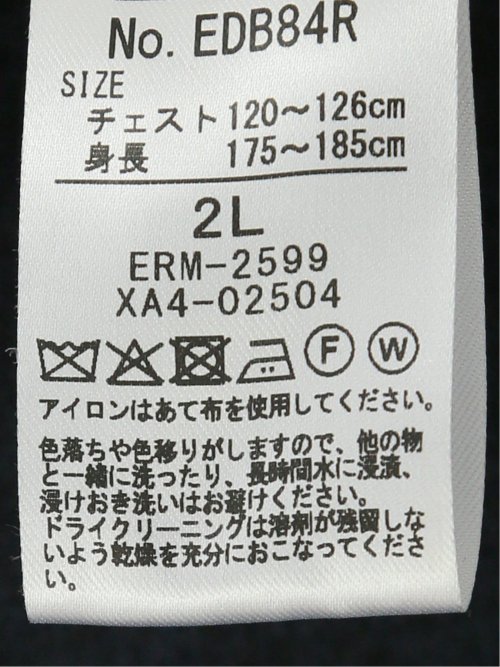 No. EDB84R
SIZE
チェスト 120～126cm
身長 175～185cm
2L
ERM-2599
XA4-02504
F W
アイロンはあて布を使用してください。
色落ちや色移りがしますので、他の物
と一緒に洗ったり、長時間水に浸漬、
浸けおき洗いはお避けください。
ドライクリーニングは溶剤が残留しな
いよう乾燥を充分におこなってくださ
い。